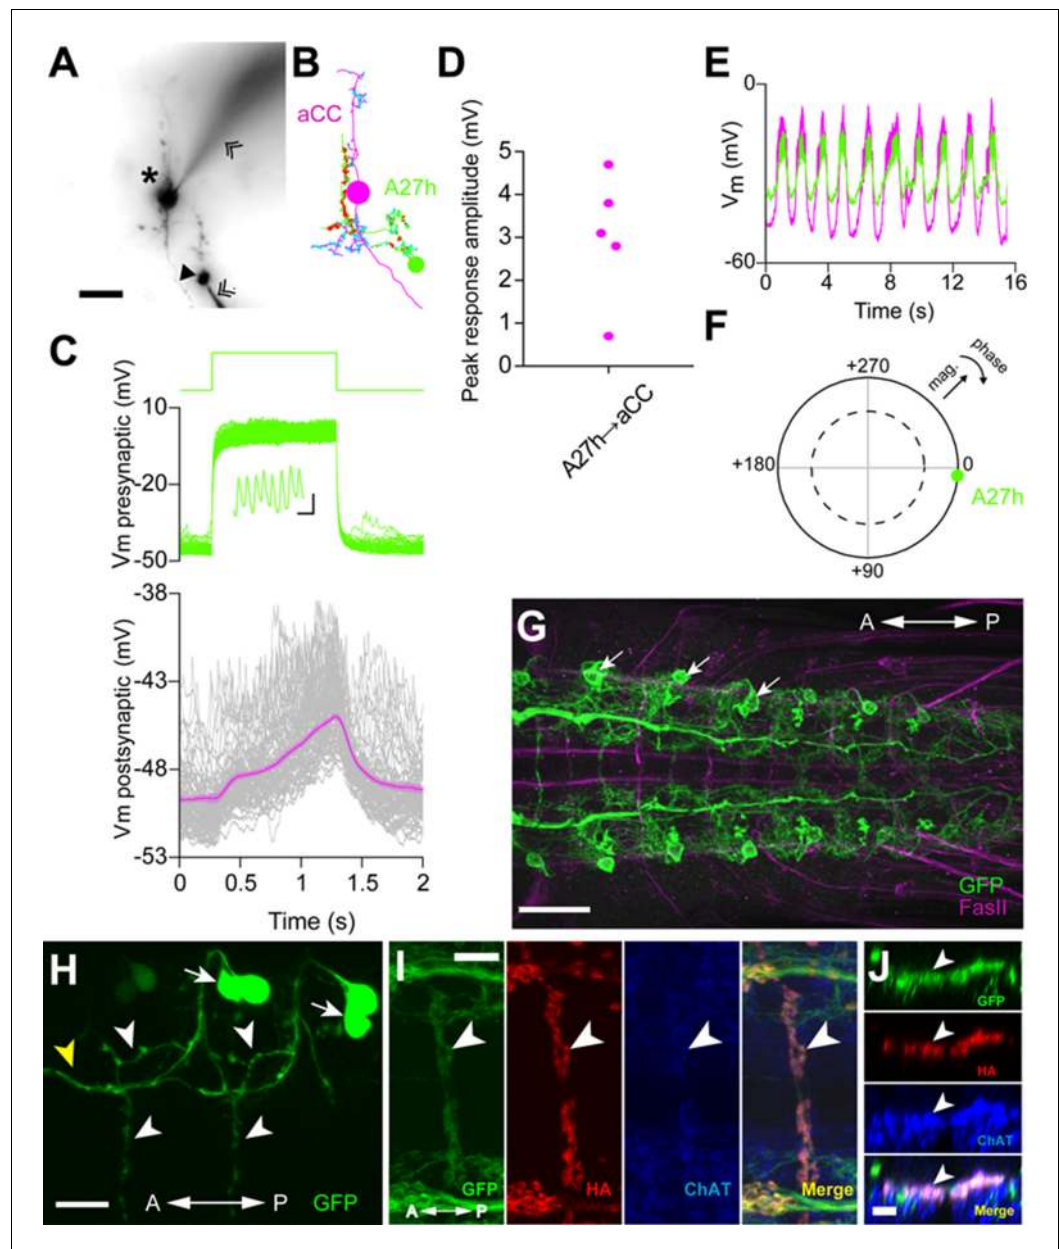 A
*
B
aCC
A27h
C
10
-20
-50
Vm presynaptic (mV)
-38
-43
-48
-53
Vm postsynaptic (mV)
0 0.5 1 1.5 2
Time (s)
D
5
4
3
2
1
0
Peak response amplitude (mV)
A27h→aCC
E
0
-60
Vm (mV)
0 4 8 12 16
Time (s)
F
+270
mag.
phase
+180
0
A27h
+90
G
A P
GFP
FasII
H
A P
GFP
I
A P
GFP
HA
ChAT
Merge
J
GFP
HA
ChAT
Merge